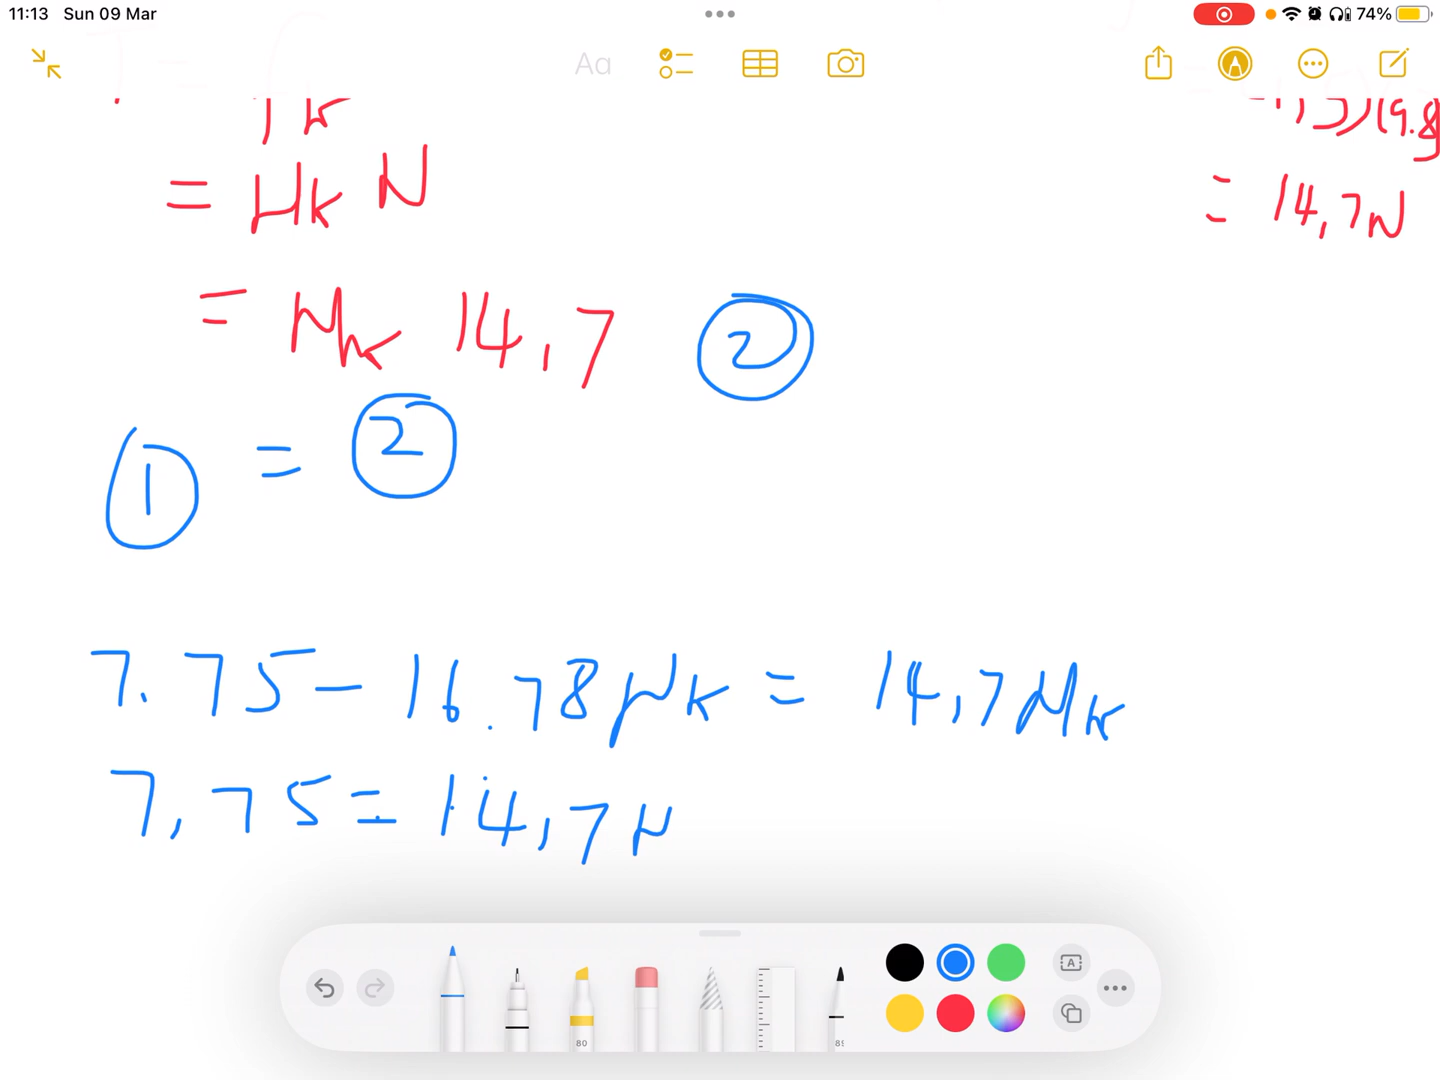 11:13 Sun 09 Mar 74%
Aa
= μk N
= 14,7N
= μk 14,7 2
1 = 2
7.75 - 16.78μk = 14,7μk
7,75 = 14,7μ
80
A